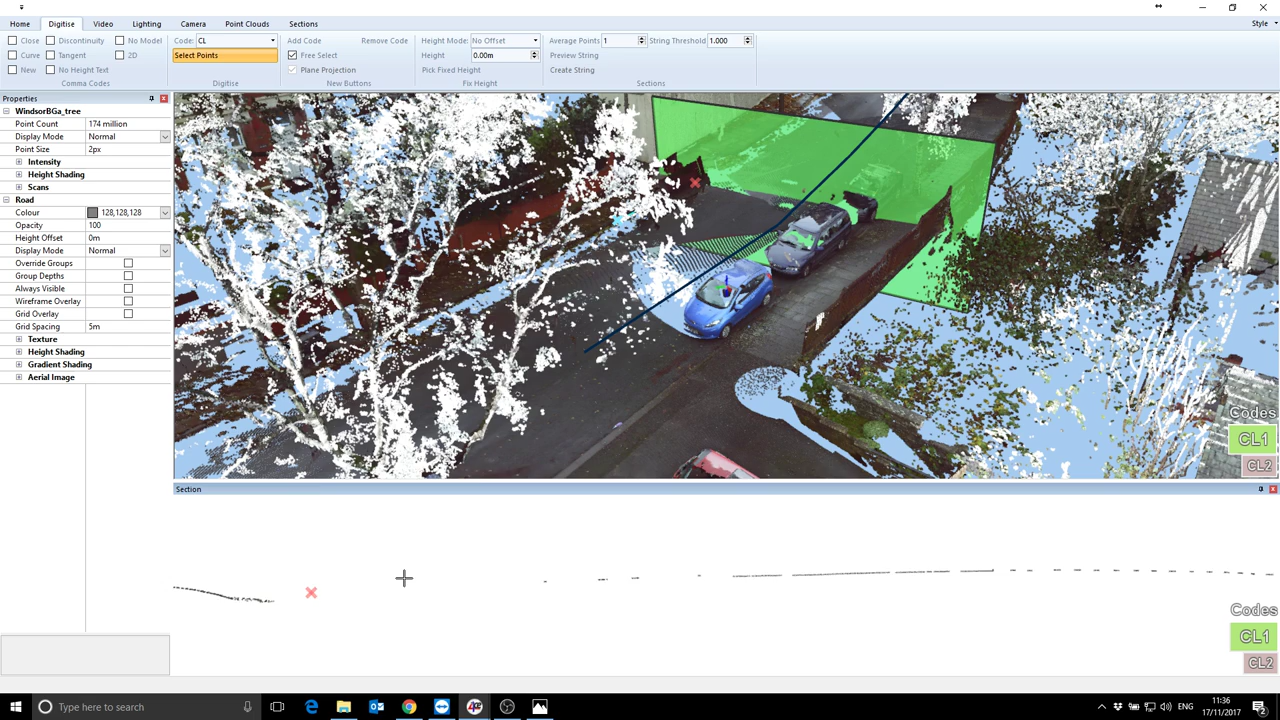 Home Digitise Video Lighting Camera Point Clouds Sections Style
Close Discontinuity No Model Code: CL Add Code Remove Code Height Mode: No Offset Average Points 1 String Threshold 1.000
Curve Tangent 2D Select Points Free Select Height 0.00m Preview String
New No Height Text Plane Projection Pick Fixed Height Create String
Comma Codes Digitise New Buttons Fix Height Sections
Properties
WindsorBGa_tree
Point Count 174 million
Display Mode Normal
Point Size 2px
Intensity
Height Shading
Scans
Road
Colour 128,128,128
Opacity 100
Height Offset 0m
Display Mode Normal
Override Groups
Group Depths
Always Visible
Wireframe Overlay
Grid Overlay
Grid Spacing 5m
Texture
Height Shading
Gradient Shading
Aerial Image
Codes
CL1
CL2
Section
Codes
CL1
CL2
Type here to search
ENG
11:36
17/11/2017
2